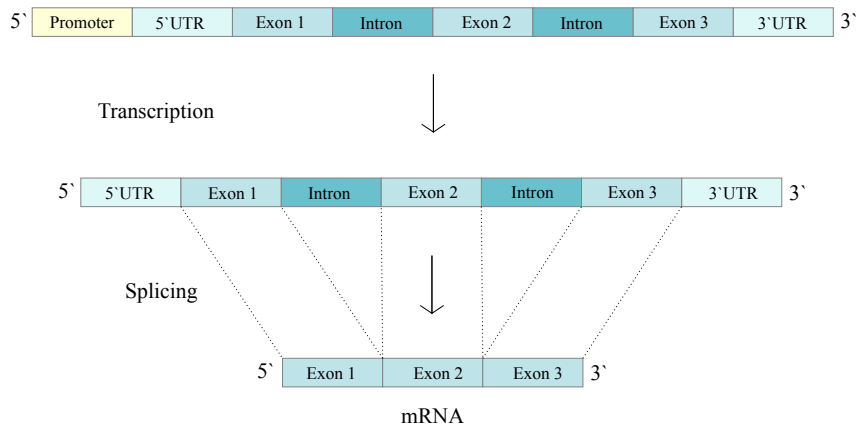 5` Promoter 5`UTR Exon 1 Intron Exon 2 Intron Exon 3 3`UTR 3`
Transcription
5` 5`UTR Exon 1 Intron Exon 2 Intron Exon 3 3`UTR 3`
Splicing
5` Exon 1 Exon 2 Exon 3 3`
mRNA